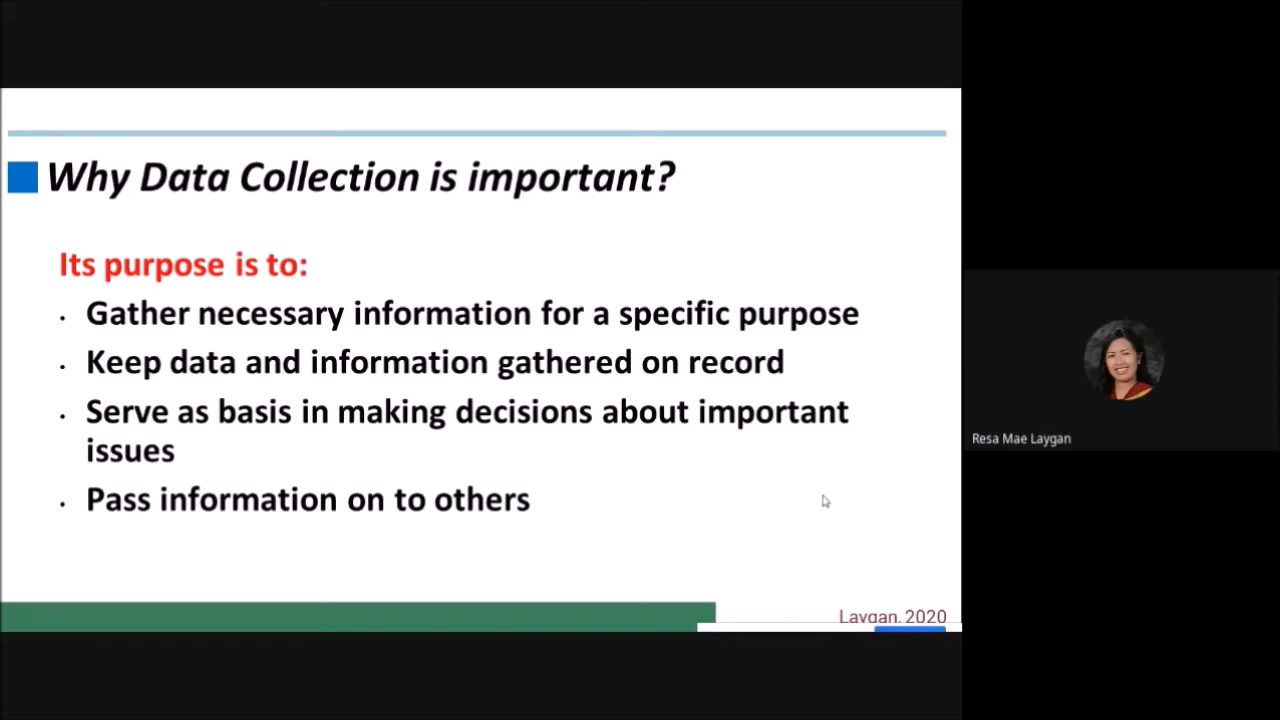 Why Data Collection is important?
Its purpose is to:
· Gather necessary information for a specific purpose
· Keep data and information gathered on record
· Serve as basis in making decisions about important
issues
· Pass information on to others
Laygan, 2020
Resa Mae Laygan